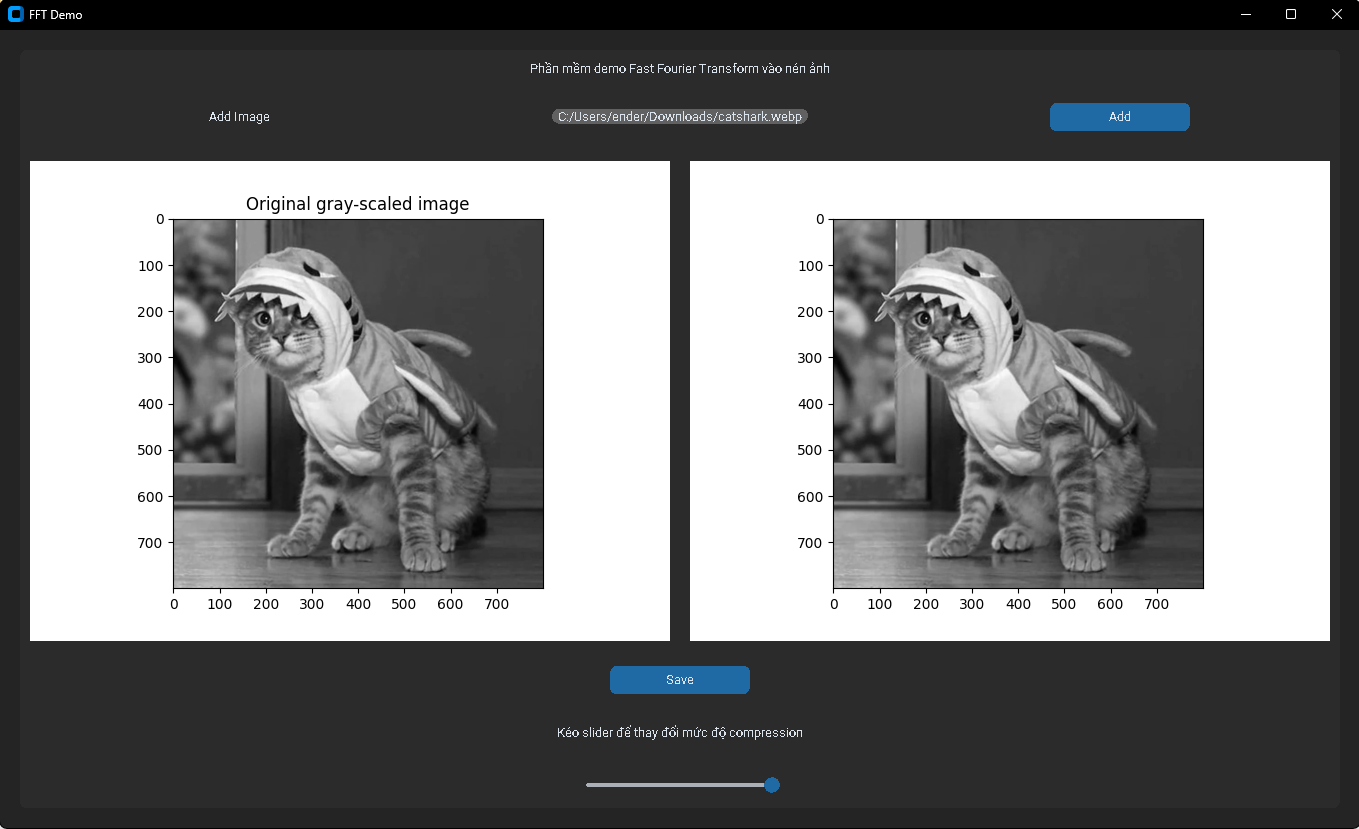 FFT Demo
Phần mềm demo Fast Fourier Transform vào nén ảnh
Add Image
C:/Users/ender/Downloads/catshark.webp
Add
Original gray-scaled image
0
100
200
300
400
500
600
700
0 100 200 300 400 500 600 700
0
100
200
300
400
500
600
700
0 100 200 300 400 500 600 700
Save
Kéo slider để thay đổi mức độ compression